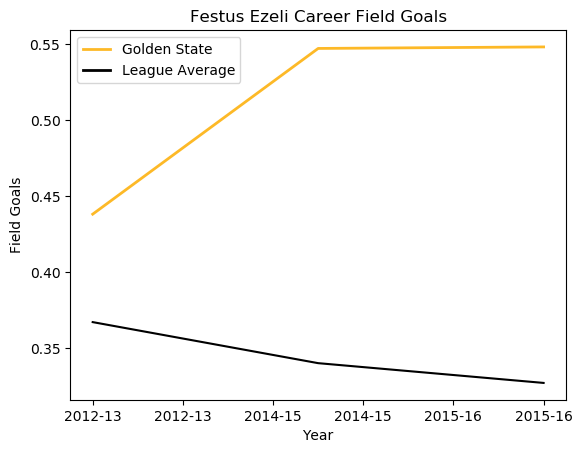 Festus Ezeli Career Field Goals
Golden State
League Average
0.55
0.50
0.45
0.40
0.35
Field Goals
2012-13 2012-13 2014-15 2014-15 2015-16 2015-16
Year